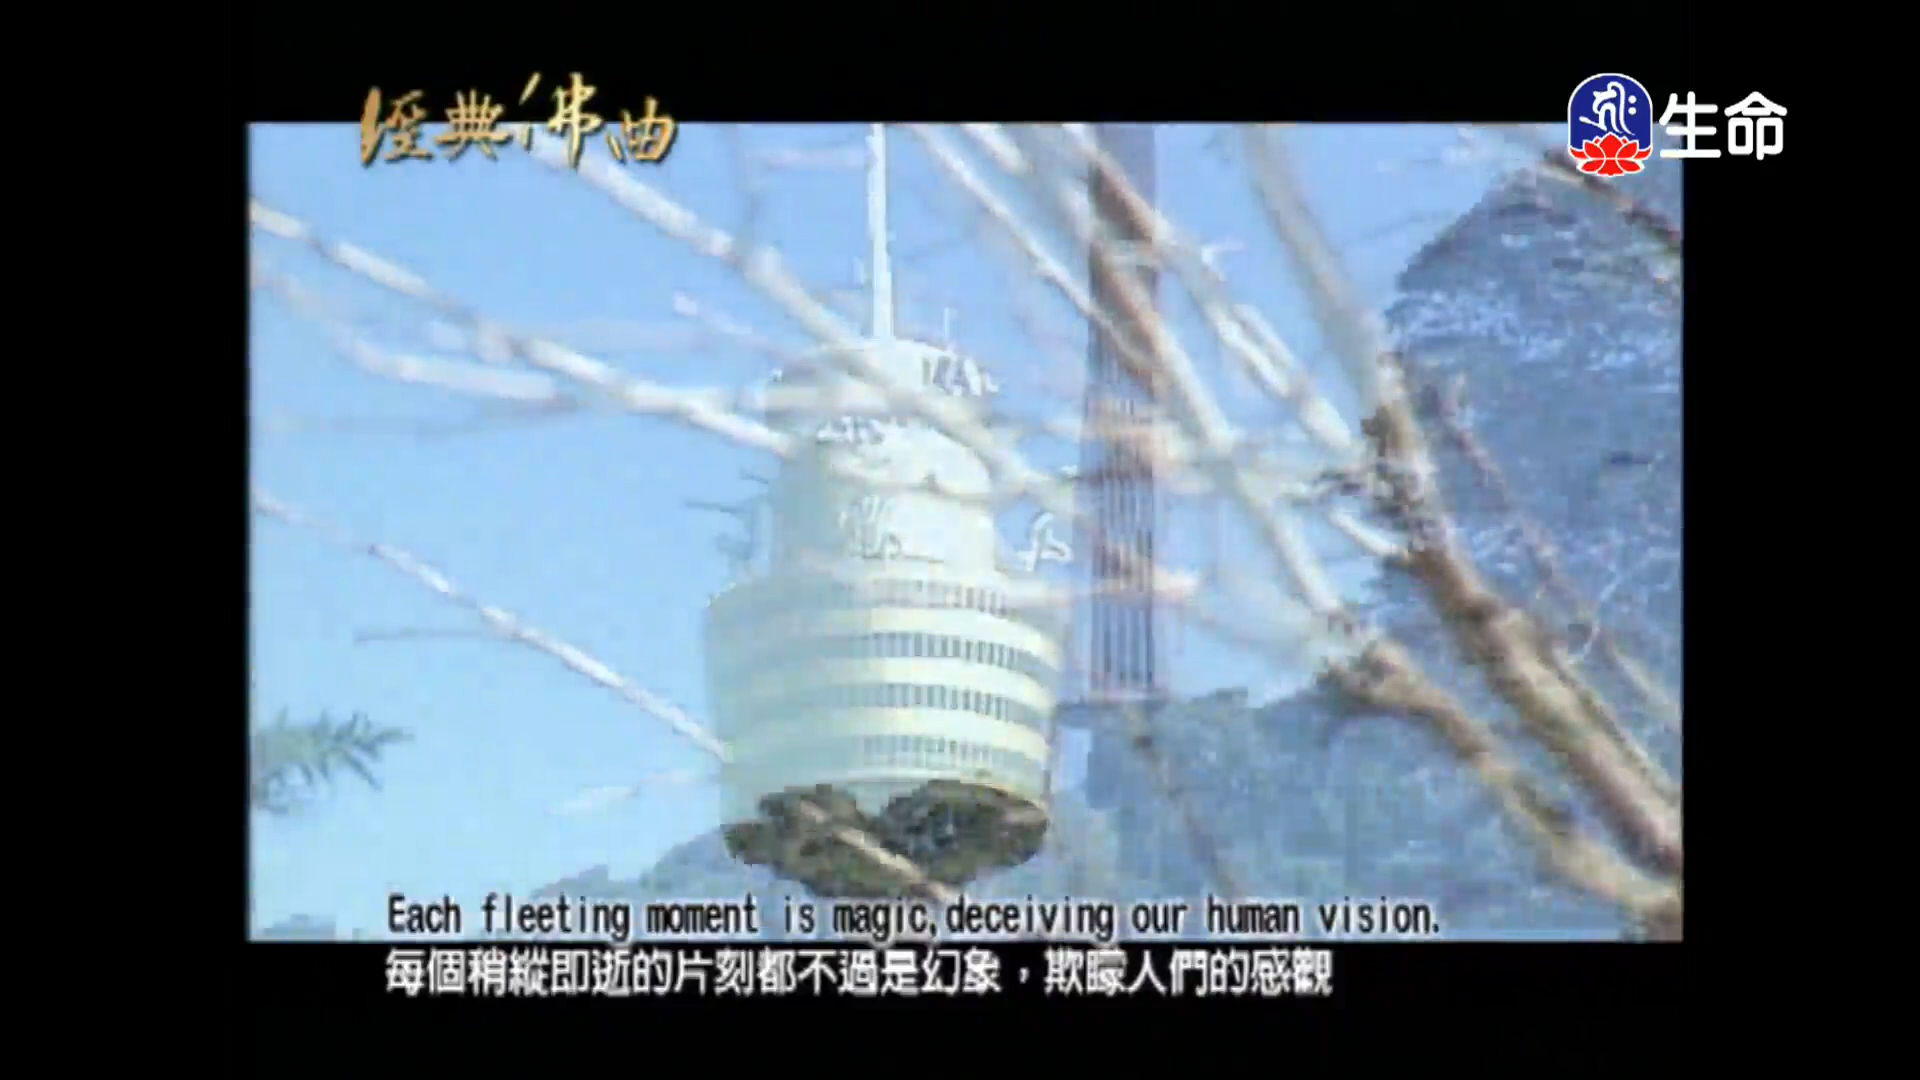 經典佛曲
生命
Each fleeting moment is magic,deceiving our human vision.
每個稍縱即逝的片刻都不過是幻象，欺矇人們的感觀